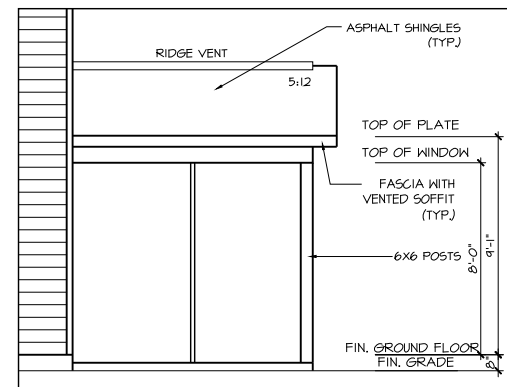 ASPHALT SHINGLES
(TYP.)
RIDGE VENT
5:12
TOP OF PLATE
TOP OF WINDOW
FASCIA WITH
VENTED SOFFIT
(TYP.)
6X6 POSTS
8'-0"
9'-1"
FIN. GROUND FLOOR
FIN. GRADE
8"